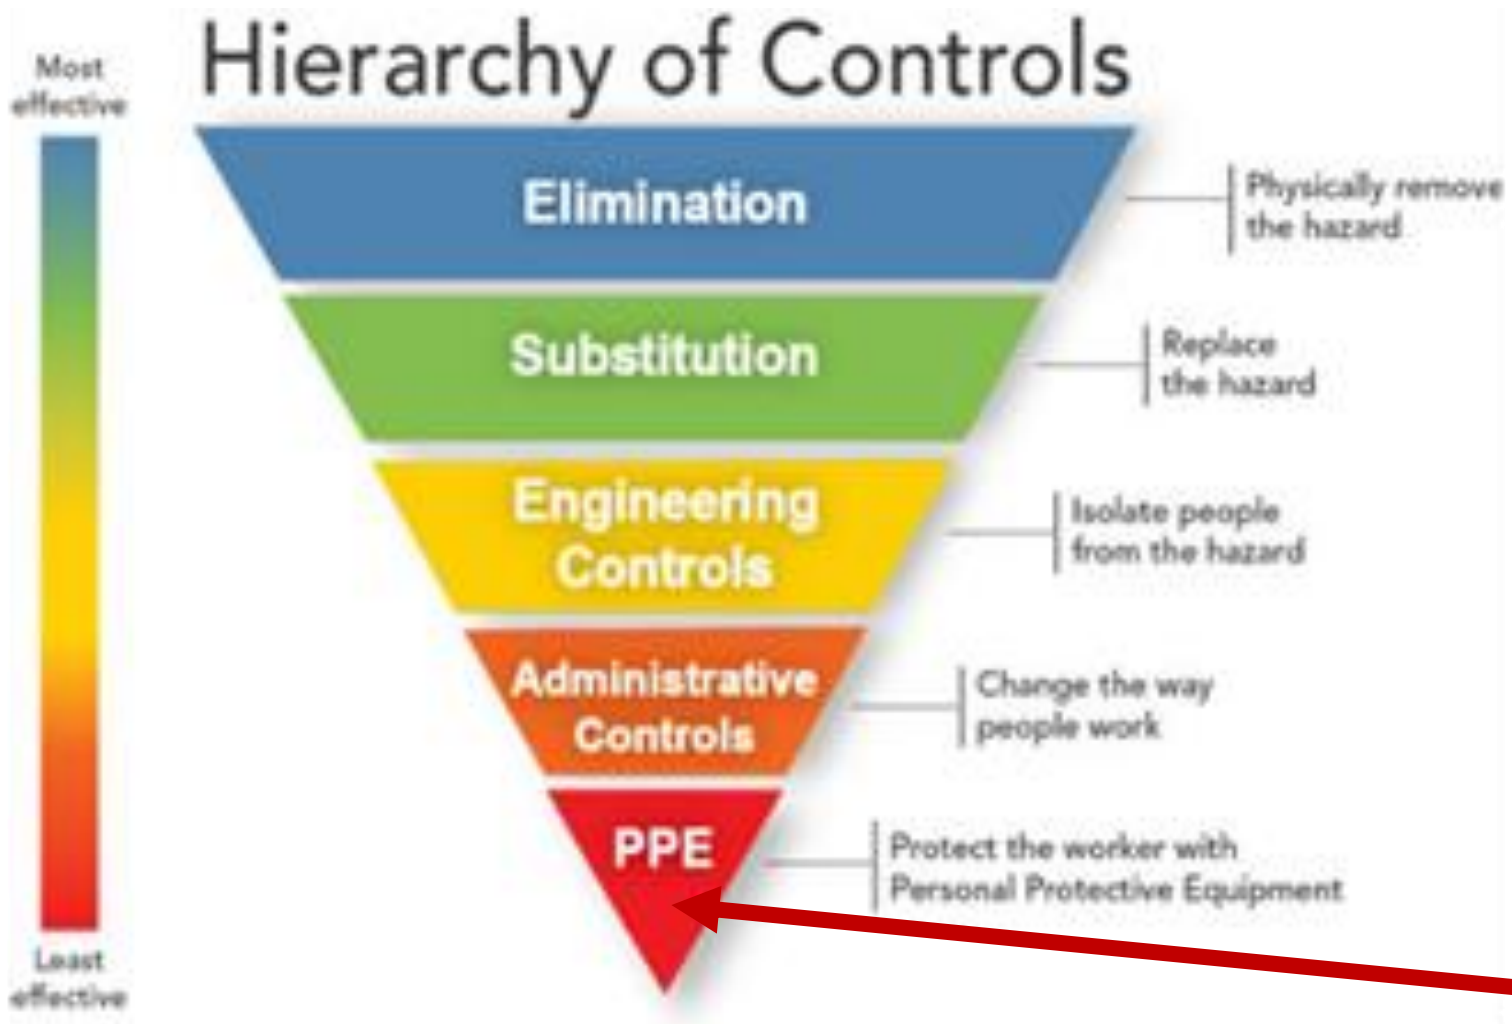 Hierarchy of Controls
Most
effective
Elimination
Physically remove
the hazard
Substitution
Replace
the hazard
Engineering
Controls
Isolate people
from the hazard
Administrative
Controls
Change the way
people work
PPE
Protect the worker with
Personal Protective Equipment
Least
effective